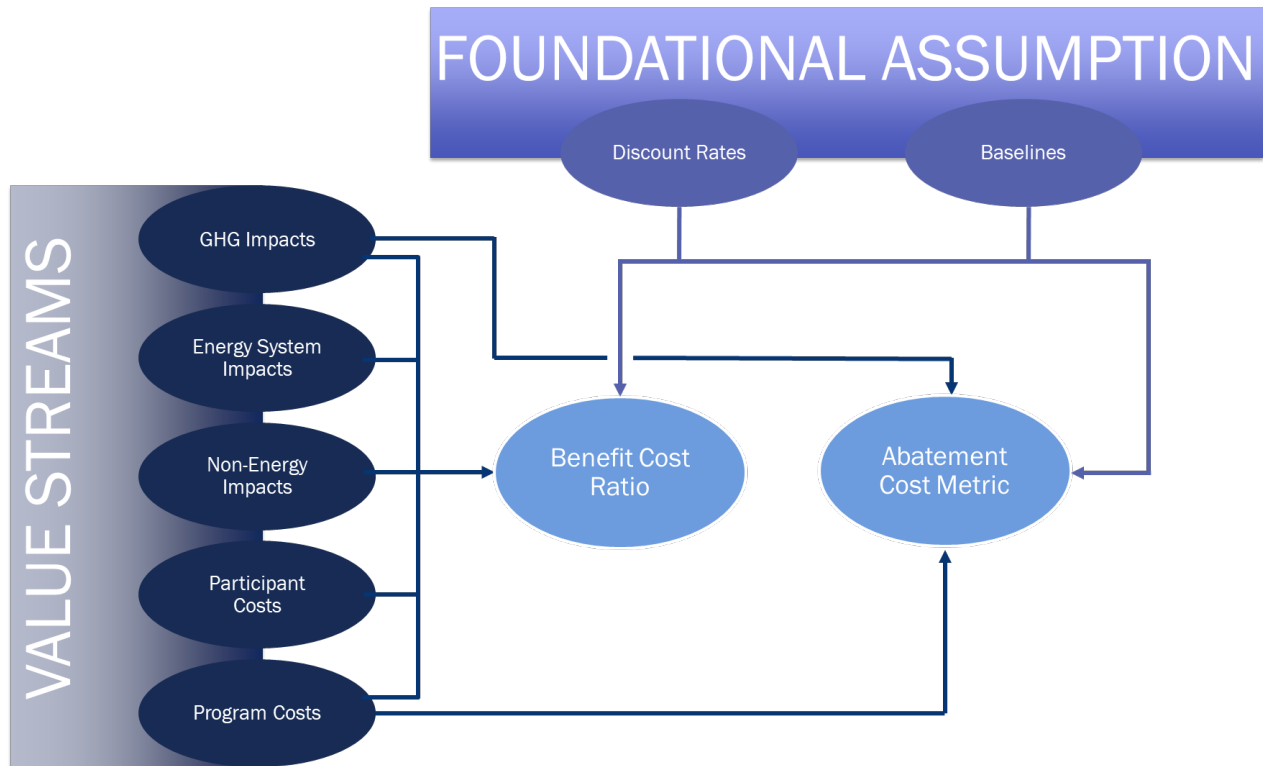 FOUNDATIONAL ASSUMPTION
Discount Rates
Baselines
VALUE STREAMS
GHG Impacts
Energy System
Impacts
Non-Energy
Impacts
Participant
Costs
Program Costs
Benefit Cost
Ratio
Abatement
Cost Metric